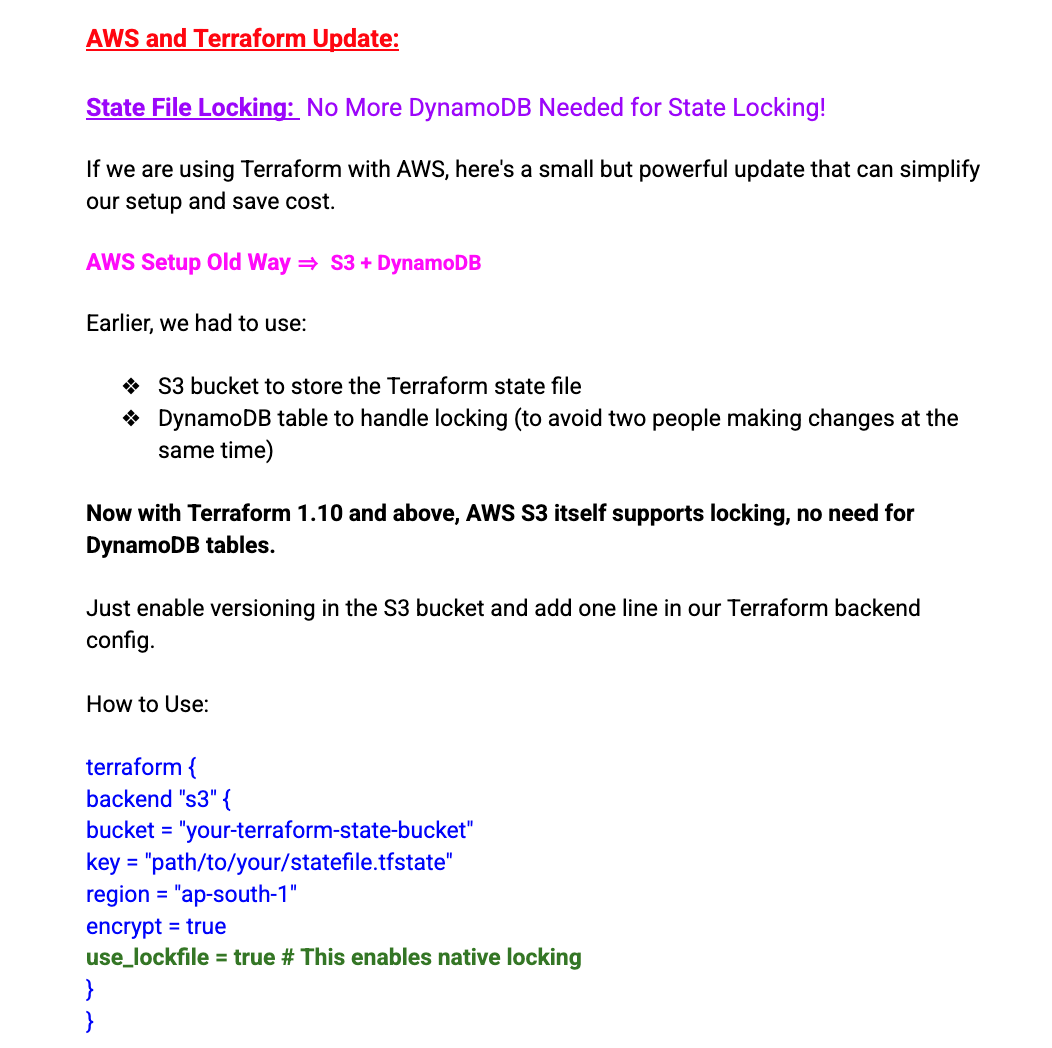 AWS and Terraform Update:
State File Locking: No More DynamoDB Needed for State Locking!
If we are using Terraform with AWS, here's a small but powerful update that can simplify
our setup and save cost.
AWS Setup Old Way ⇒ S3 + DynamoDB
Earlier, we had to use:
❖ S3 bucket to store the Terraform state file
❖ DynamoDB table to handle locking (to avoid two people making changes at the
same time)
Now with Terraform 1.10 and above, AWS S3 itself supports locking, no need for
DynamoDB tables.
Just enable versioning in the S3 bucket and add one line in our Terraform backend
config.
How to Use:
terraform {
backend "s3" {
bucket = "your-terraform-state-bucket"
key = "path/to/your/statefile.tfstate"
region = "ap-south-1"
encrypt = true
use_lockfile = true # This enables native locking
}
}